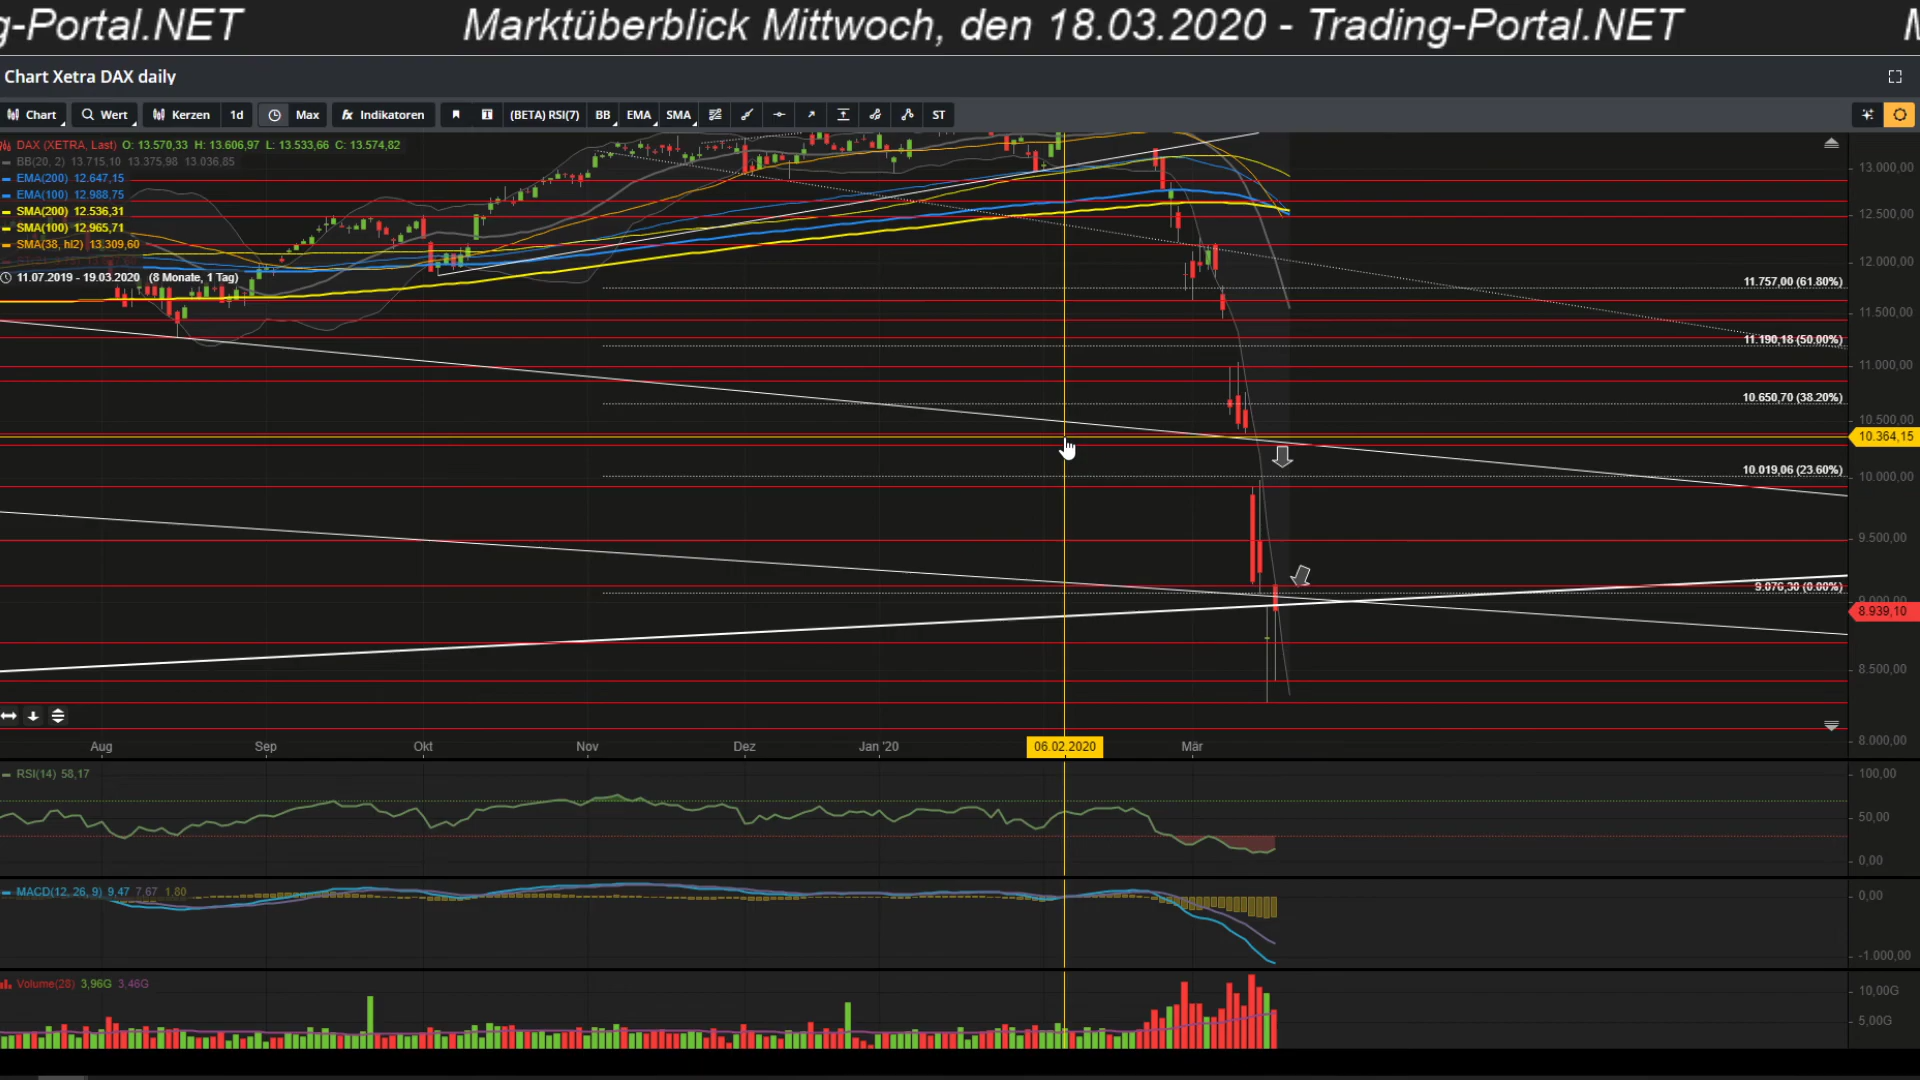 g-Portal.NET Marktüberblick Mittwoch, den 18.03.2020 - Trading-Portal.NET
Chart Xetra DAX daily
Chart Wert Kerzen 1d Max fx Indikatoren (BETA) RSI(7) BB EMA SMA ST
DAX (XETRA, Last) O: 13.570,33 H: 13.606,97 L: 13.533,66 C: 13.574,82
BB(20, 2) 13.715,10 13.375,98 13.036,85
EMA(200) 12.647,15
EMA(100) 12.988,75
SMA(200) 12.536,31
SMA(100) 12.965,71
SMA(38, hl2) 13.309,60
11.07.2019 - 19.03.2020 (8 Monate, 1 Tag)
13.000,00
12.500,00
12.000,00
11.757,00 (61.80%)
11.500,00
11.190,18 (50.00%)
11.000,00
10.650,70 (38.20%)
10.500,00
10.364,15
10.019,06 (23.60%)
10.000,00
9.500,00
9.076,30 (0.00%)
9.000,00
8.939,10
8.500,00
8.000,00
Aug Sep Okt Nov Dez Jan '20 06.02.2020 Mär
RSI(14) 58,17
100,00
50,00
0,00
MACD(12, 26, 9) 9.47 7.67 1.80
0,00
-1.000,00
Volume(28) 3,96G 3,46G
10,00G
5,00G